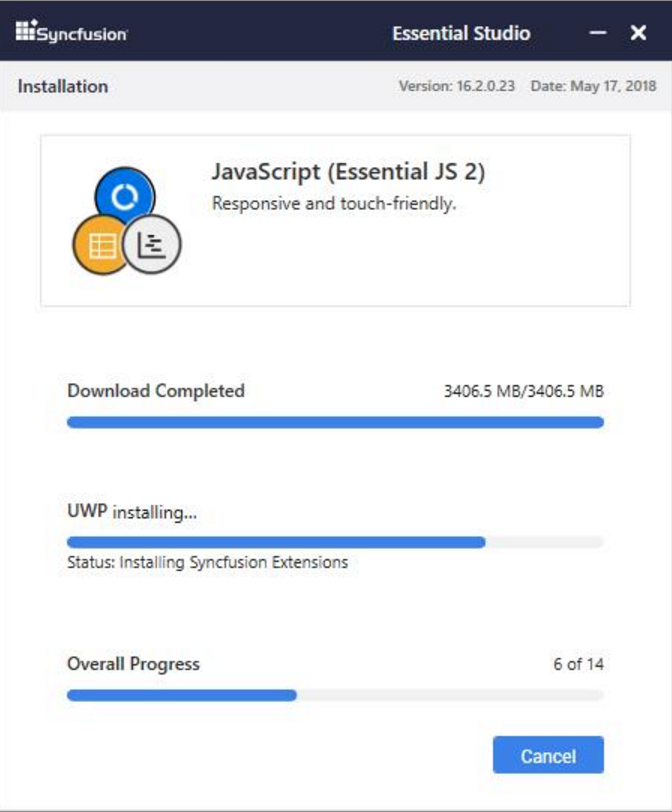 Syncfusion
Essential Studio
Installation
Version: 16.2.0.23 Date: May 17, 2018
JavaScript (Essential JS 2)
Responsive and touch-friendly.
Download Completed
3406.5 MB/3406.5 MB
UWP installing...
Status: Installing Syncfusion Extensions
Overall Progress
6 of 14
Cancel